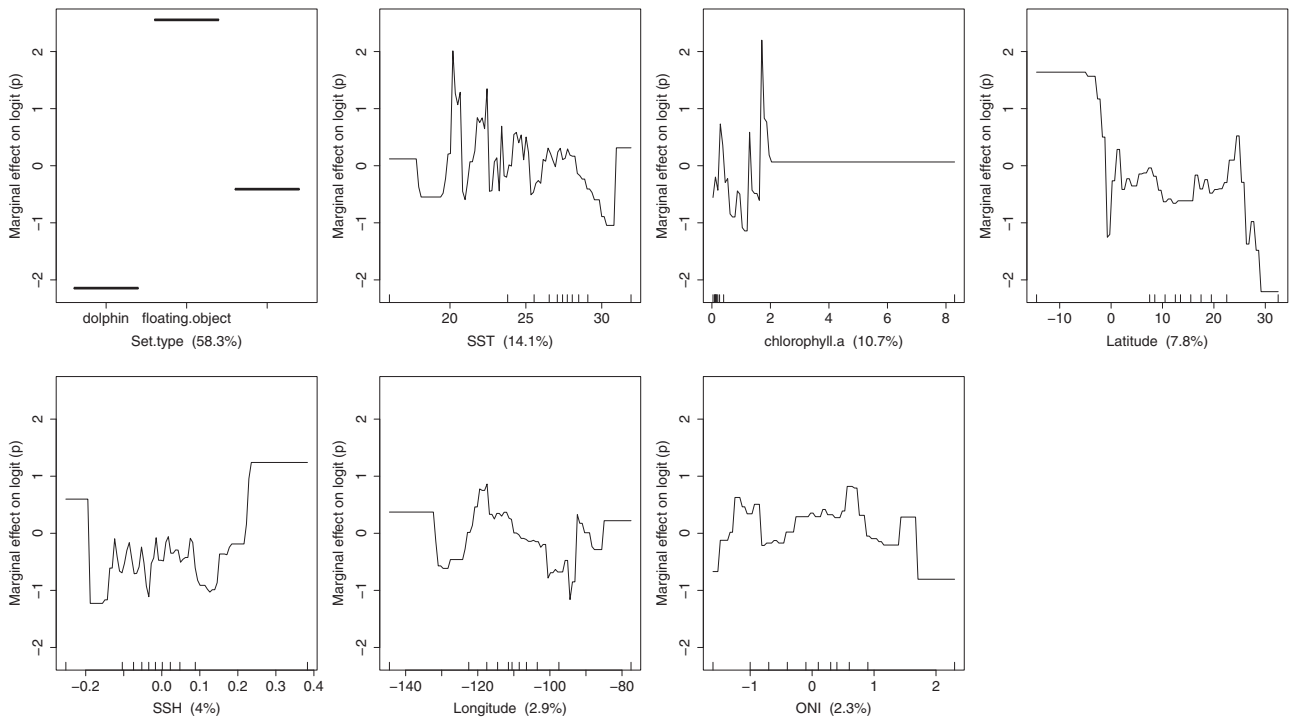 Marginal effect on logit (p)
−2 −1 0 1 2
dolphin floating.object
Set.type (58.3%)
Marginal effect on logit (p)
−2 −1 0 1 2
20 25 30
SST (14.1%)
Marginal effect on logit (p)
−2 −1 0 1 2
0 2 4 6 8
chlorophyll.a (10.7%)
Marginal effect on logit (p)
−2 −1 0 1 2
−10 0 10 20 30
Latitude (7.8%)
Marginal effect on logit (p)
−2 −1 0 1 2
−0.2 0.0 0.1 0.2 0.3 0.4
SSH (4%)
Marginal effect on logit (p)
−2 −1 0 1 2
−140 −120 −100 −80
Longitude (2.9%)
Marginal effect on logit (p)
−2 −1 0 1 2
−1 0 1 2
ONI (2.3%)